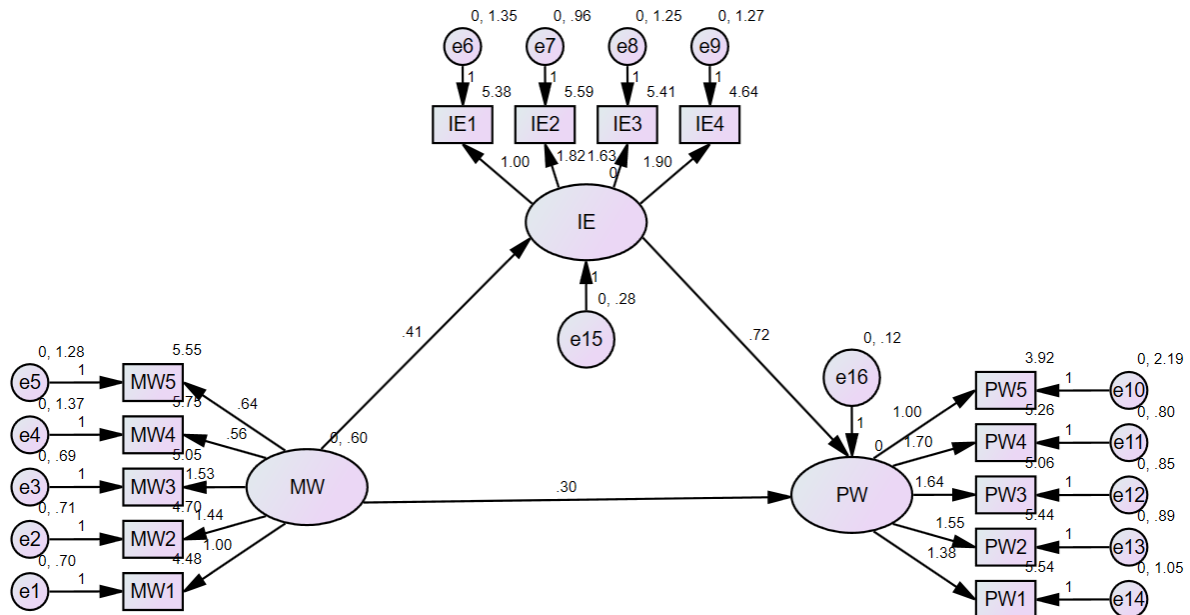 0, 1.35 0, .96 0, 1.25 0, 1.27
e6 e7 e8 e9
1 1 1 1
5.38 5.59 5.41 4.64
IE1 IE2 IE3 IE4
1.00 1.82 1.63 1.90
0
IE
1
0, .28
e15
.41 .72
0, .12
e16
1
0, 1.28 5.55
e5 1 MW5
.64
0, 1.37 5.75
e4 1 MW4
.56
0, .69 5.05
e3 1 MW3 1.53
0, .60
MW
0, .71 4.70
e2 1 MW2 1.44
1.00
0, .70 4.48
e1 1 MW1
.30
0
PW
3.92 0, 2.19
1.00 PW5 1 e10
5.26 0, .80
1.70 PW4 1 e11
5.06 0, .85
1.64 PW3 1 e12
5.44 0, .89
1.55 PW2 1 e13
1.38
5.54 0, 1.05
PW1 1 e14